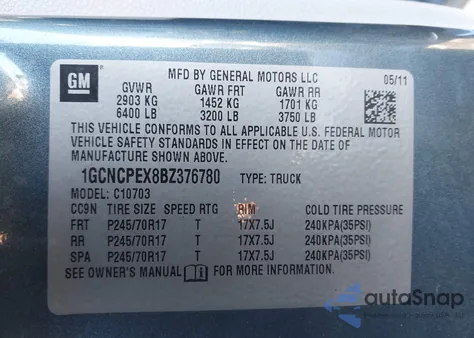 GM
MFD BY GENERAL MOTORS LLC
05/11
GVWR GAWR FRT GAWR RR
2903 KG 1452 KG 1701 KG
6400 LB 3200 LB 3750 LB
THIS VEHICLE CONFORMS TO ALL APPLICABLE U.S. FEDERAL MOTOR
VEHICLE SAFETY STANDARDS IN EFFECT ON THE DATE OF
MANUFACTURE SHOWN ABOVE.
1GCNCPEX8BZ376780 TYPE: TRUCK
MODEL: C10703
CC9N TIRE SIZE SPEED RTG RIM COLD TIRE PRESSURE
FRT P245/70R17 T 17X7.5J 240KPA(35PSI)
RR P245/70R17 T 17X7.5J 240KPA(35PSI)
SPA P245/70R17 T 17X7.5J 240KPA(35PSI)
SEE OWNER'S MANUAL FOR MORE INFORMATION.
autoSnap